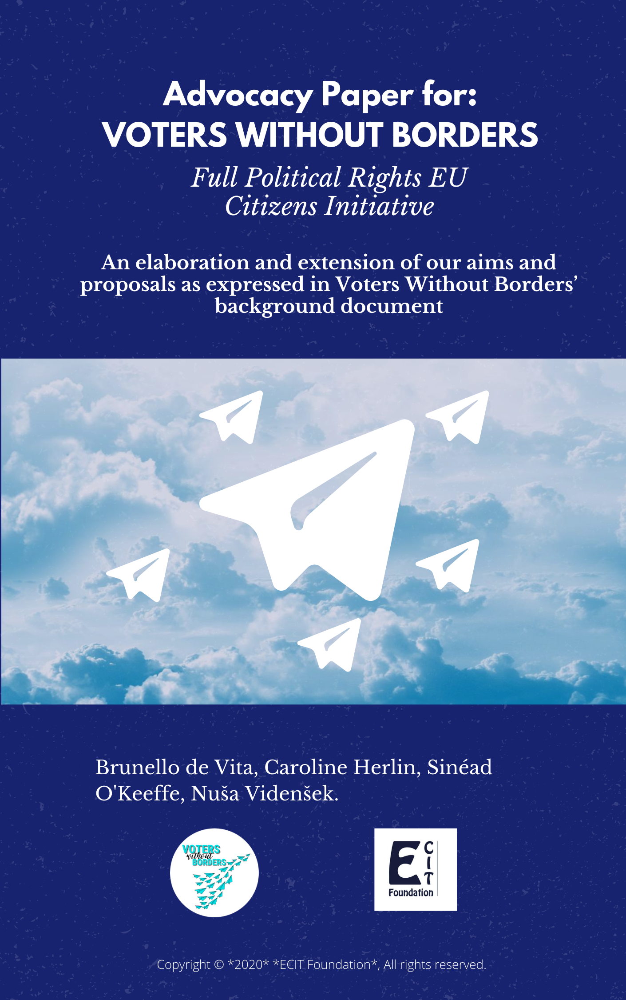 Advocacy Paper for:
VOTERS WITHOUT BORDERS
Full Political Rights EU
Citizens Initiative
An elaboration and extension of our aims and
proposals as expressed in Voters Without Borders’
background document
Brunello de Vita, Caroline Herlin, Sinéad
O'Keeffe, Nuša Videnšek.
VOTERS
without
BORDERS
E
C
I
T
Foundation
Copyright © *2020* *ECIT Foundation*, All rights reserved.